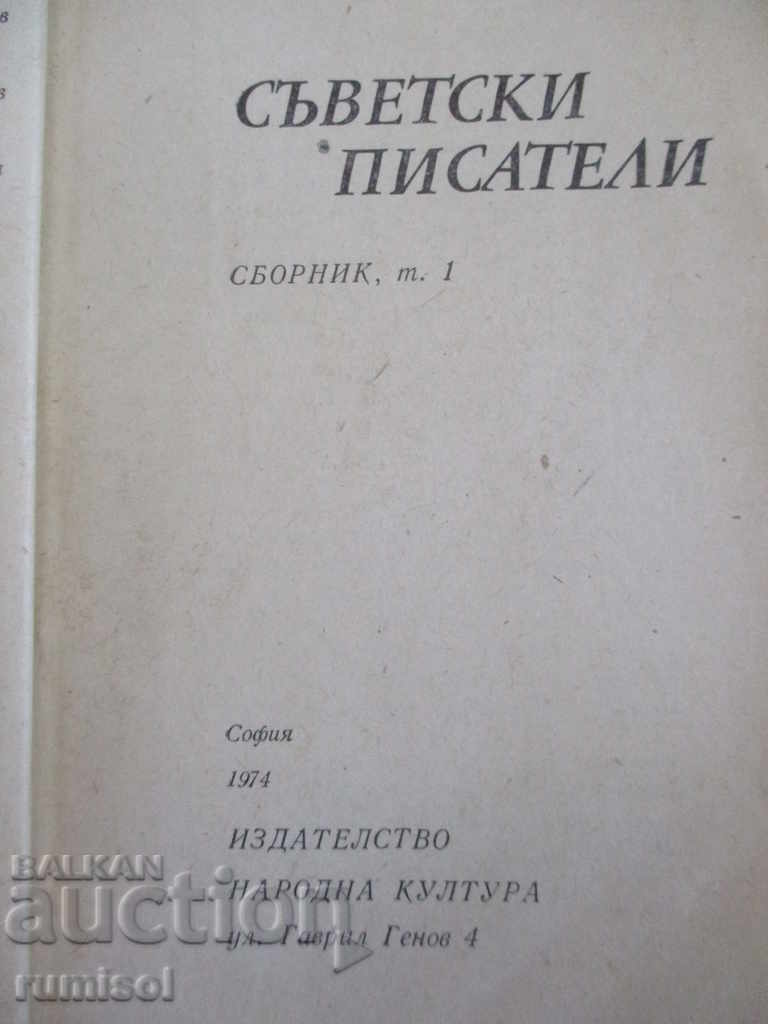 СЪВЕТСКИ
ПИСАТЕЛИ
СБОРНИК, т. 1
София
1974
ИЗДАТЕЛСТВО
НАРОДНА КУЛТУРА
ул. Гаврил Генов 4
BALKAN
auction
rumisol